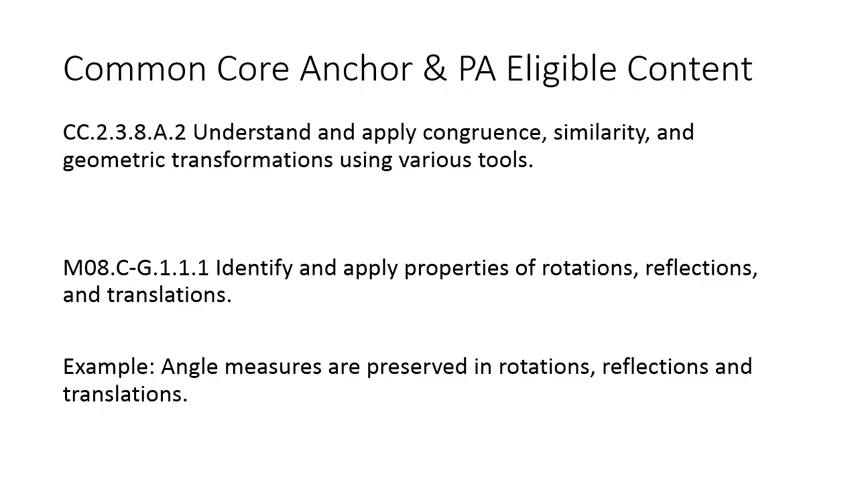 Common Core Anchor & PA Eligible Content
CC.2.3.8.A.2 Understand and apply congruence, similarity, and
geometric transformations using various tools.
M08.C-G.1.1.1 Identify and apply properties of rotations, reflections,
and translations.
Example: Angle measures are preserved in rotations, reflections and
translations.